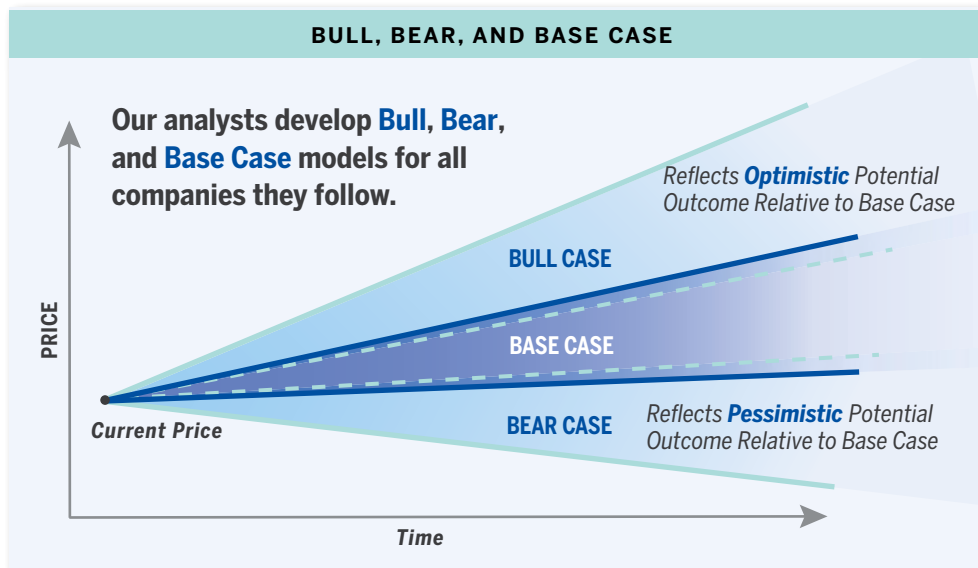 BULL, BEAR, AND BASE CASE
Our analysts develop Bull, Bear,
and Base Case models for all
companies they follow.
Reflects Optimistic Potential
Outcome Relative to Base Case
BULL CASE
PRICE
BASE CASE
Current Price
BEAR CASE
Reflects Pessimistic Potential
Outcome Relative to Base Case
Time